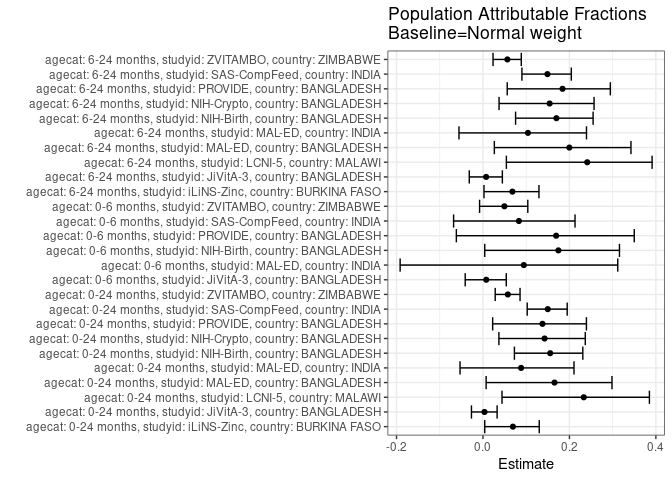 Population Attributable Fractions
Baseline=Normal weight
agecat: 6-24 months, studyid: ZVITAMBO, country: ZIMBABWE
agecat: 6-24 months, studyid: SAS-CompFeed, country: INDIA
agecat: 6-24 months, studyid: PROVIDE, country: BANGLADESH
agecat: 6-24 months, studyid: NIH-Crypto, country: BANGLADESH
agecat: 6-24 months, studyid: NIH-Birth, country: BANGLADESH
agecat: 6-24 months, studyid: MAL-ED, country: INDIA
agecat: 6-24 months, studyid: MAL-ED, country: BANGLADESH
agecat: 6-24 months, studyid: LCNI-5, country: MALAWI
agecat: 6-24 months, studyid: JiVitA-3, country: BANGLADESH
agecat: 6-24 months, studyid: iLiNS-Zinc, country: BURKINA FASO
agecat: 0-6 months, studyid: ZVITAMBO, country: ZIMBABWE
agecat: 0-6 months, studyid: SAS-CompFeed, country: INDIA
agecat: 0-6 months, studyid: PROVIDE, country: BANGLADESH
agecat: 0-6 months, studyid: NIH-Birth, country: BANGLADESH
agecat: 0-6 months, studyid: MAL-ED, country: INDIA
agecat: 0-6 months, studyid: JiVitA-3, country: BANGLADESH
agecat: 0-24 months, studyid: ZVITAMBO, country: ZIMBABWE
agecat: 0-24 months, studyid: SAS-CompFeed, country: INDIA
agecat: 0-24 months, studyid: PROVIDE, country: BANGLADESH
agecat: 0-24 months, studyid: NIH-Crypto, country: BANGLADESH
agecat: 0-24 months, studyid: NIH-Birth, country: BANGLADESH
agecat: 0-24 months, studyid: MAL-ED, country: INDIA
agecat: 0-24 months, studyid: MAL-ED, country: BANGLADESH
agecat: 0-24 months, studyid: LCNI-5, country: MALAWI
agecat: 0-24 months, studyid: JiVitA-3, country: BANGLADESH
agecat: 0-24 months, studyid: iLiNS-Zinc, country: BURKINA FASO
-0.2 0.0 0.2 0.4
Estimate